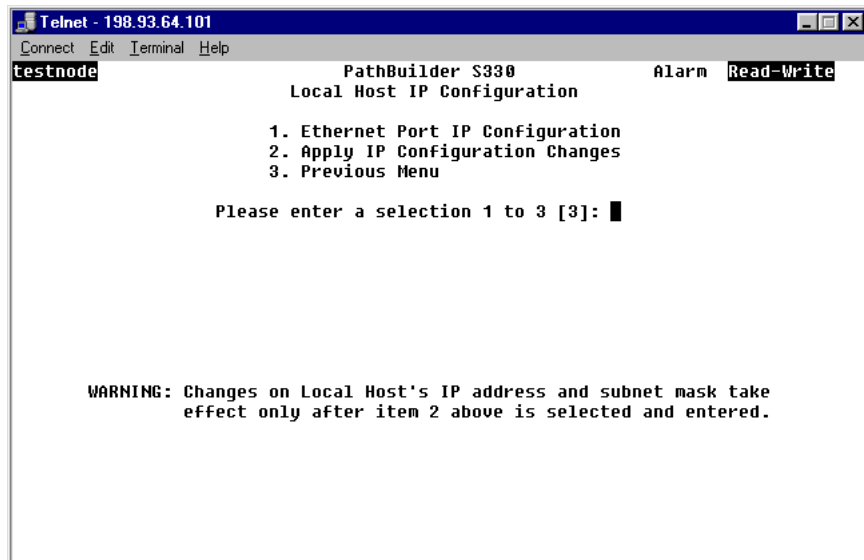 Telnet - 198.93.64.101
Connect Edit Terminal Help
testnode PathBuilder S330 Alarm Read-Write
Local Host IP Configuration
1. Ethernet Port IP Configuration
2. Apply IP Configuration Changes
3. Previous Menu
Please enter a selection 1 to 3 [3]:
WARNING: Changes on Local Host's IP address and subnet mask take
effect only after item 2 above is selected and entered.